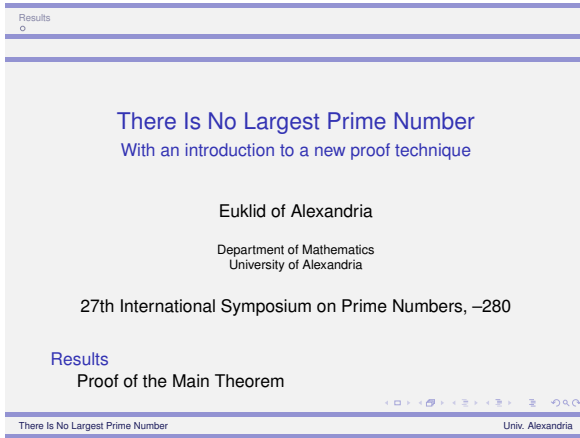 Results
There Is No Largest Prime Number
With an introduction to a new proof technique
Euklid of Alexandria
Department of Mathematics
University of Alexandria
27th International Symposium on Prime Numbers, –280
Results
Proof of the Main Theorem
There Is No Largest Prime Number Univ. Alexandria